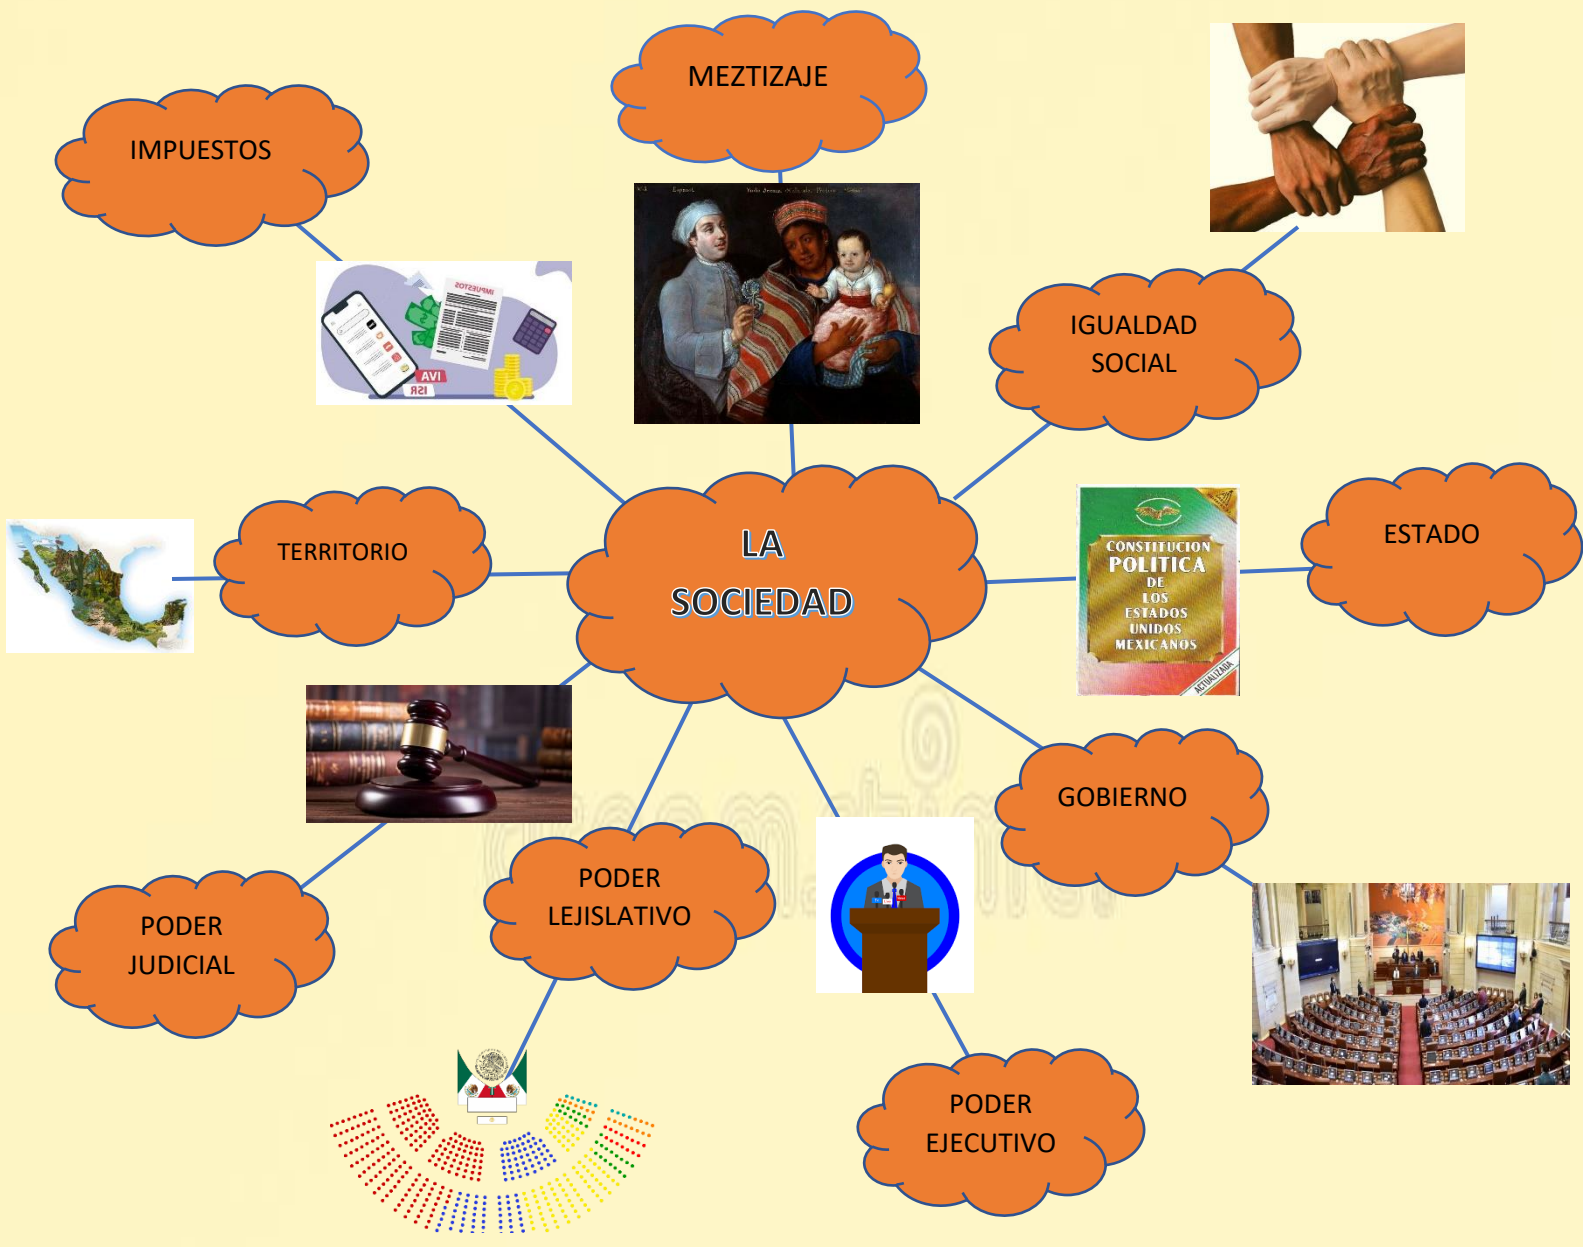 MEZTIZAJE
IMPUESTOS
IMPUESTOS
IVA
ISR
IGUALDAD
SOCIAL
LA
SOCIEDAD
TERRITORIO
CONSTITUCION
POLITICA
DE
LOS
ESTADOS
UNIDOS
MEXICANOS
ACTUALIZADA
ESTADO
GOBIERNO
PODER
JUDICIAL
PODER
LEJISLATIVO
PODER
EJECUTIVO